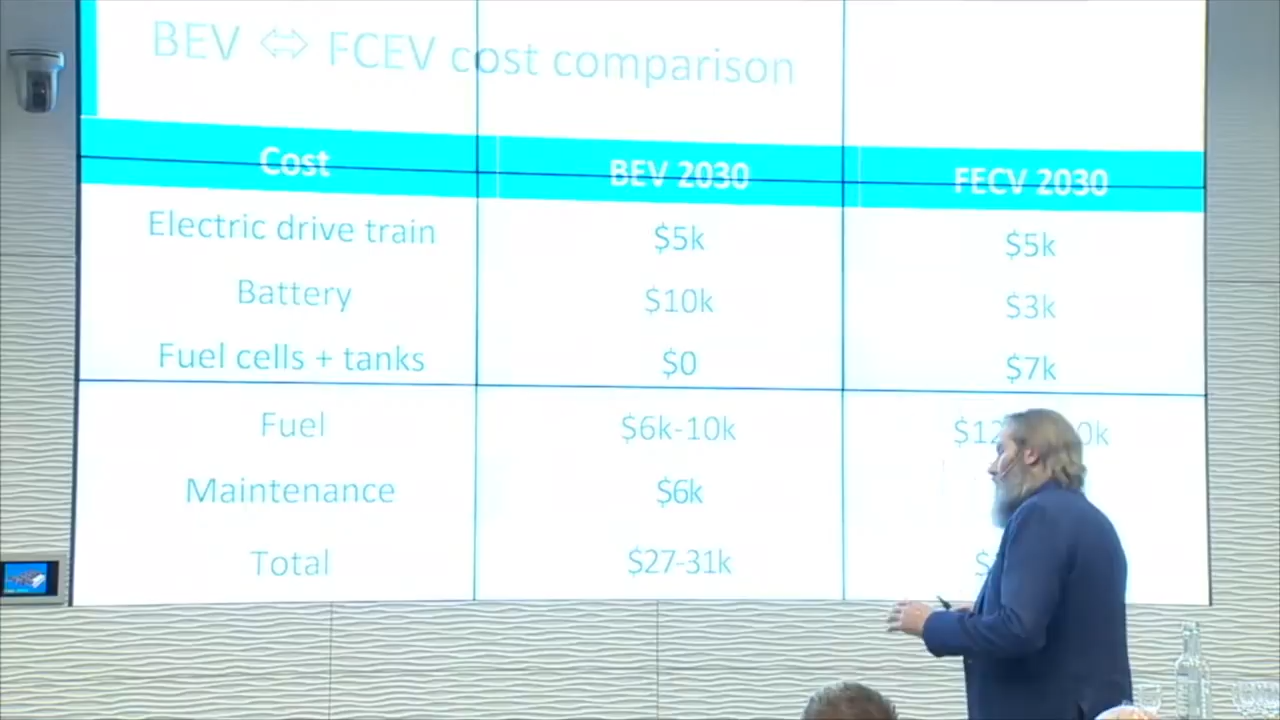 BEV ⇔ FCEV cost comparison
Cost BEV 2030 FECV 2030
Electric drive train $5k $5k
Battery $10k $3k
Fuel cells + tanks $0 $7k
Fuel $6k-10k
Maintenance $6k
Total $27-31k